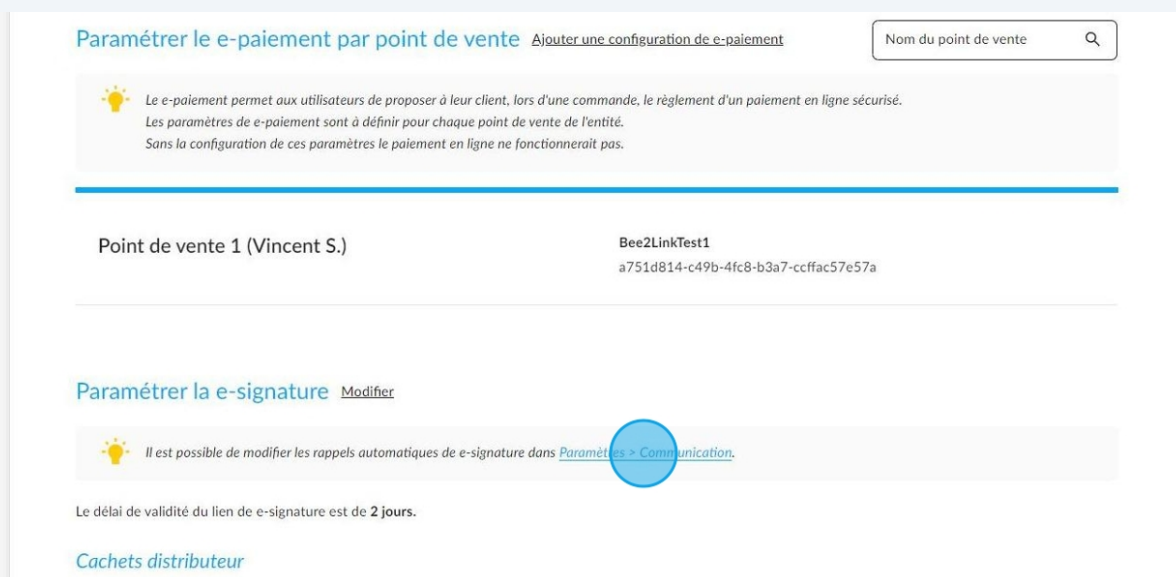 Paramétrer le e-paiement par point de vente Ajouter une configuration de e-paiement Nom du point de vente
Le e-paiement permet aux utilisateurs de proposer à leur client, lors d'une commande, le règlement d'un paiement en ligne sécurisé.
Les paramètres de e-paiement sont à définir pour chaque point de vente de l'entité.
Sans la configuration de ces paramètres le paiement en ligne ne fonctionnerait pas.
Point de vente 1 (Vincent S.) Bee2LinkTest1
a751d814-c49b-4fc8-b3a7-ccffac57e57a
Paramétrer la e-signature Modifier
Il est possible de modifier les rappels automatiques de e-signature dans Paramètres > Communication.
Le délai de validité du lien de e-signature est de 2 jours.
Cachets distributeur